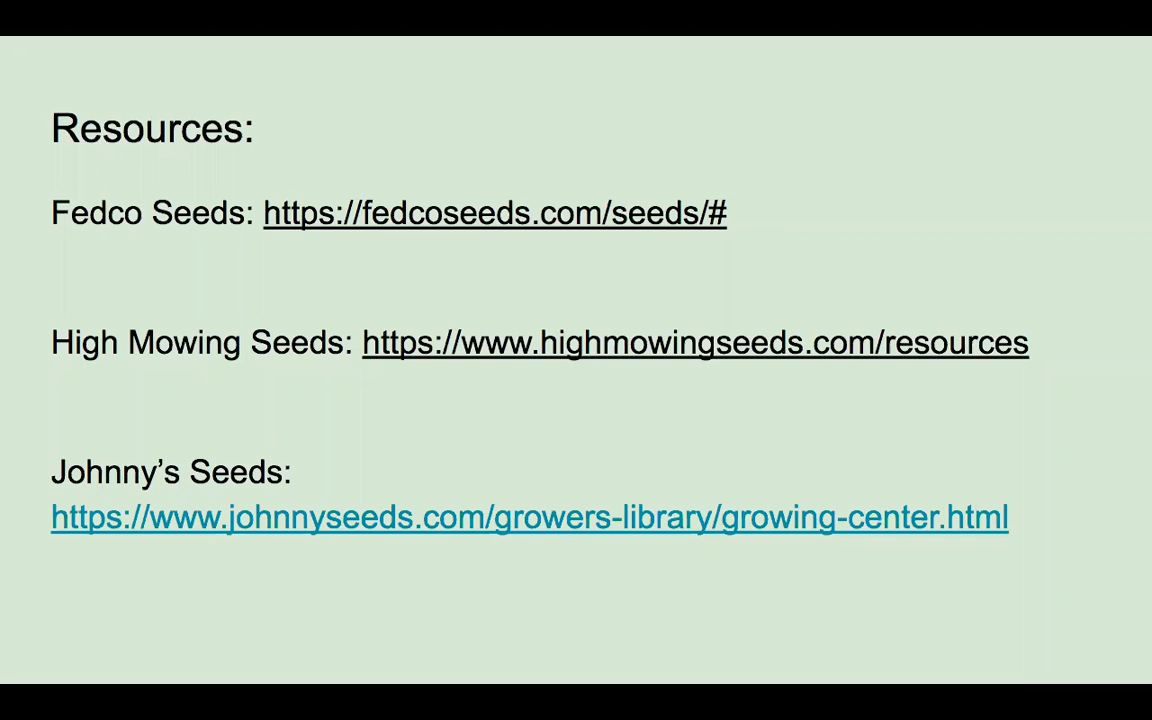 Resources:
Fedco Seeds: https://fedcoseeds.com/seeds/#
High Mowing Seeds: https://www.highmowingseeds.com/resources
Johnny’s Seeds:
https://www.johnnyseeds.com/growers-library/growing-center.html